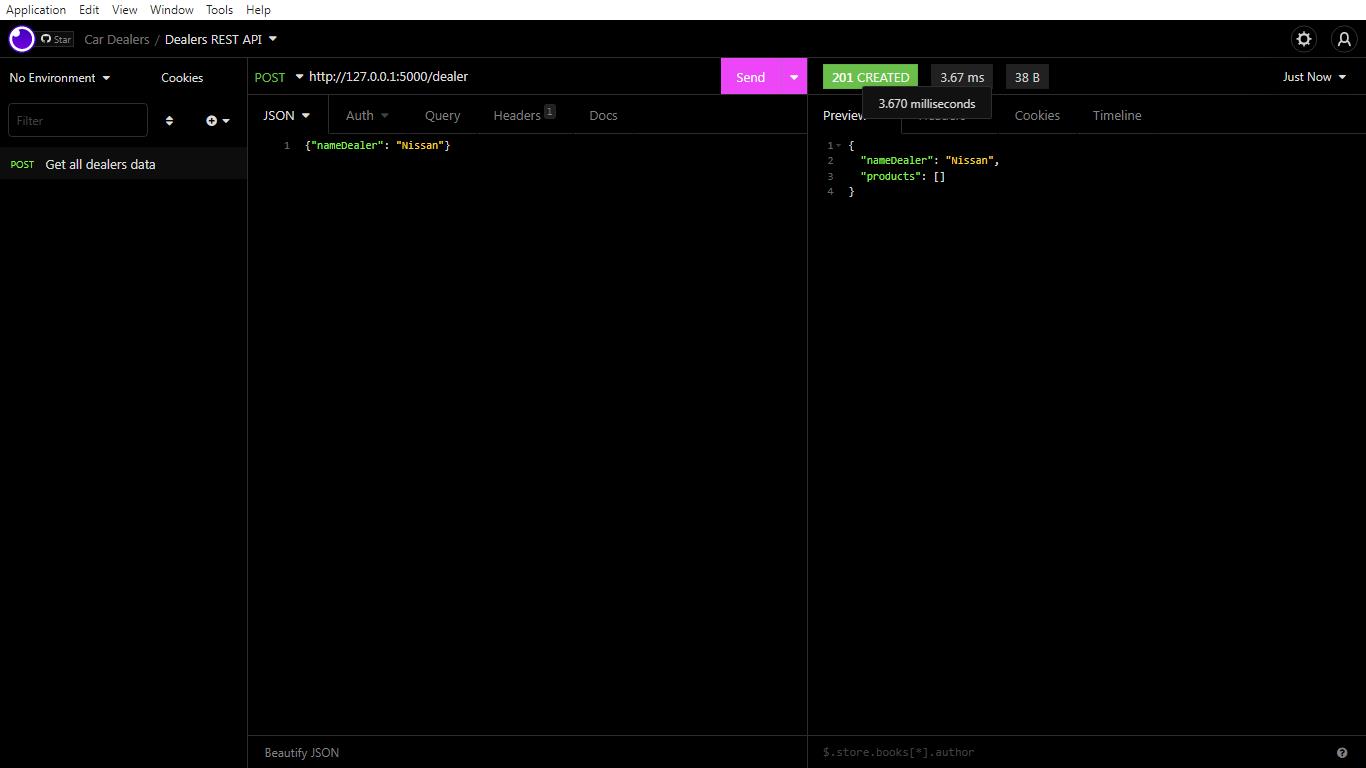 Application Edit View Window Tools Help
Star Car Dealers / Dealers REST API
No Environment Cookies
Filter
POST Get all dealers data
POST http://127.0.0.1:5000/dealer Send
JSON Auth Query Headers 1 Docs
1 {"nameDealer": "Nissan"}
Beautify JSON
201 CREATED 3.67 ms 38 B Just Now
3.670 milliseconds
Preview Headers Cookies Timeline
1 {
2 "nameDealer": "Nissan",
3 "products": []
4 }
$.store.books[*].author